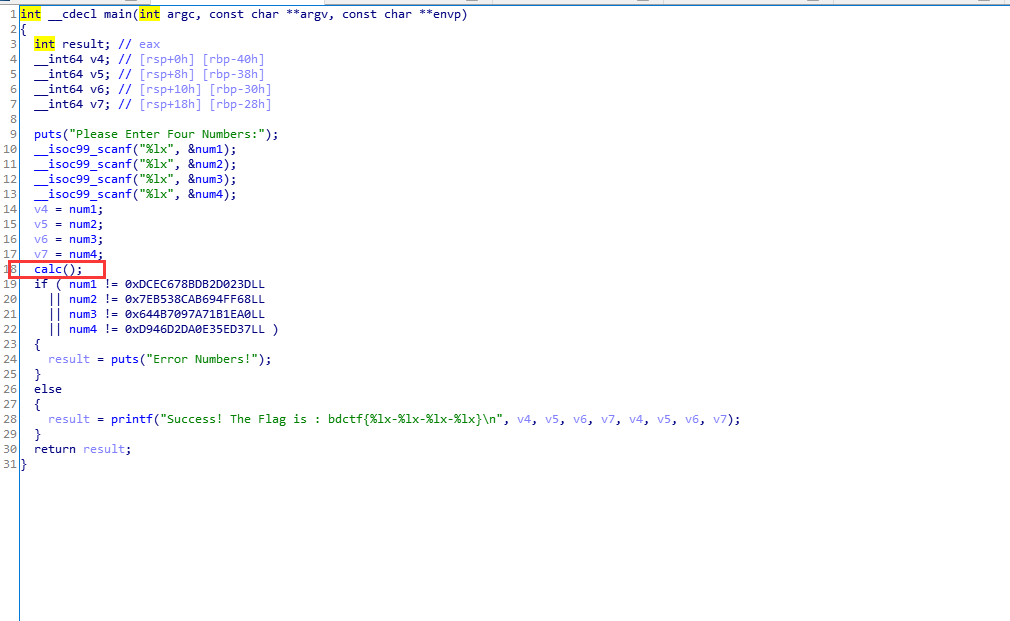 1 int __cdecl main(int argc, const char **argv, const char **envp)
2 {
3 int result; // eax
4 __int64 v4; // [rsp+0h] [rbp-40h]
5 __int64 v5; // [rsp+8h] [rbp-38h]
6 __int64 v6; // [rsp+10h] [rbp-30h]
7 __int64 v7; // [rsp+18h] [rbp-28h]
8
9 puts("Please Enter Four Numbers:");
10 __isoc99_scanf("%lx", &num1);
11 __isoc99_scanf("%lx", &num2);
12 __isoc99_scanf("%lx", &num3);
13 __isoc99_scanf("%lx", &num4);
14 v4 = num1;
15 v5 = num2;
16 v6 = num3;
17 v7 = num4;
18 calc();
19 if ( num1 != 0xDCEC678BDB2D023DLL
20 || num2 != 0x7EB538CAB694FF68LL
21 || num3 != 0x644B7097A71B1EA0LL
22 || num4 != 0xD946D2DA0E35ED37LL )
23 {
24 result = puts("Error Numbers!");
25 }
26 else
27 {
28 result = printf("Success! The Flag is : bdctf{%lx-%lx-%lx-%lx}\n", v4, v5, v6, v7, v4, v5, v6, v7);
29 }
30 return result;
31 }